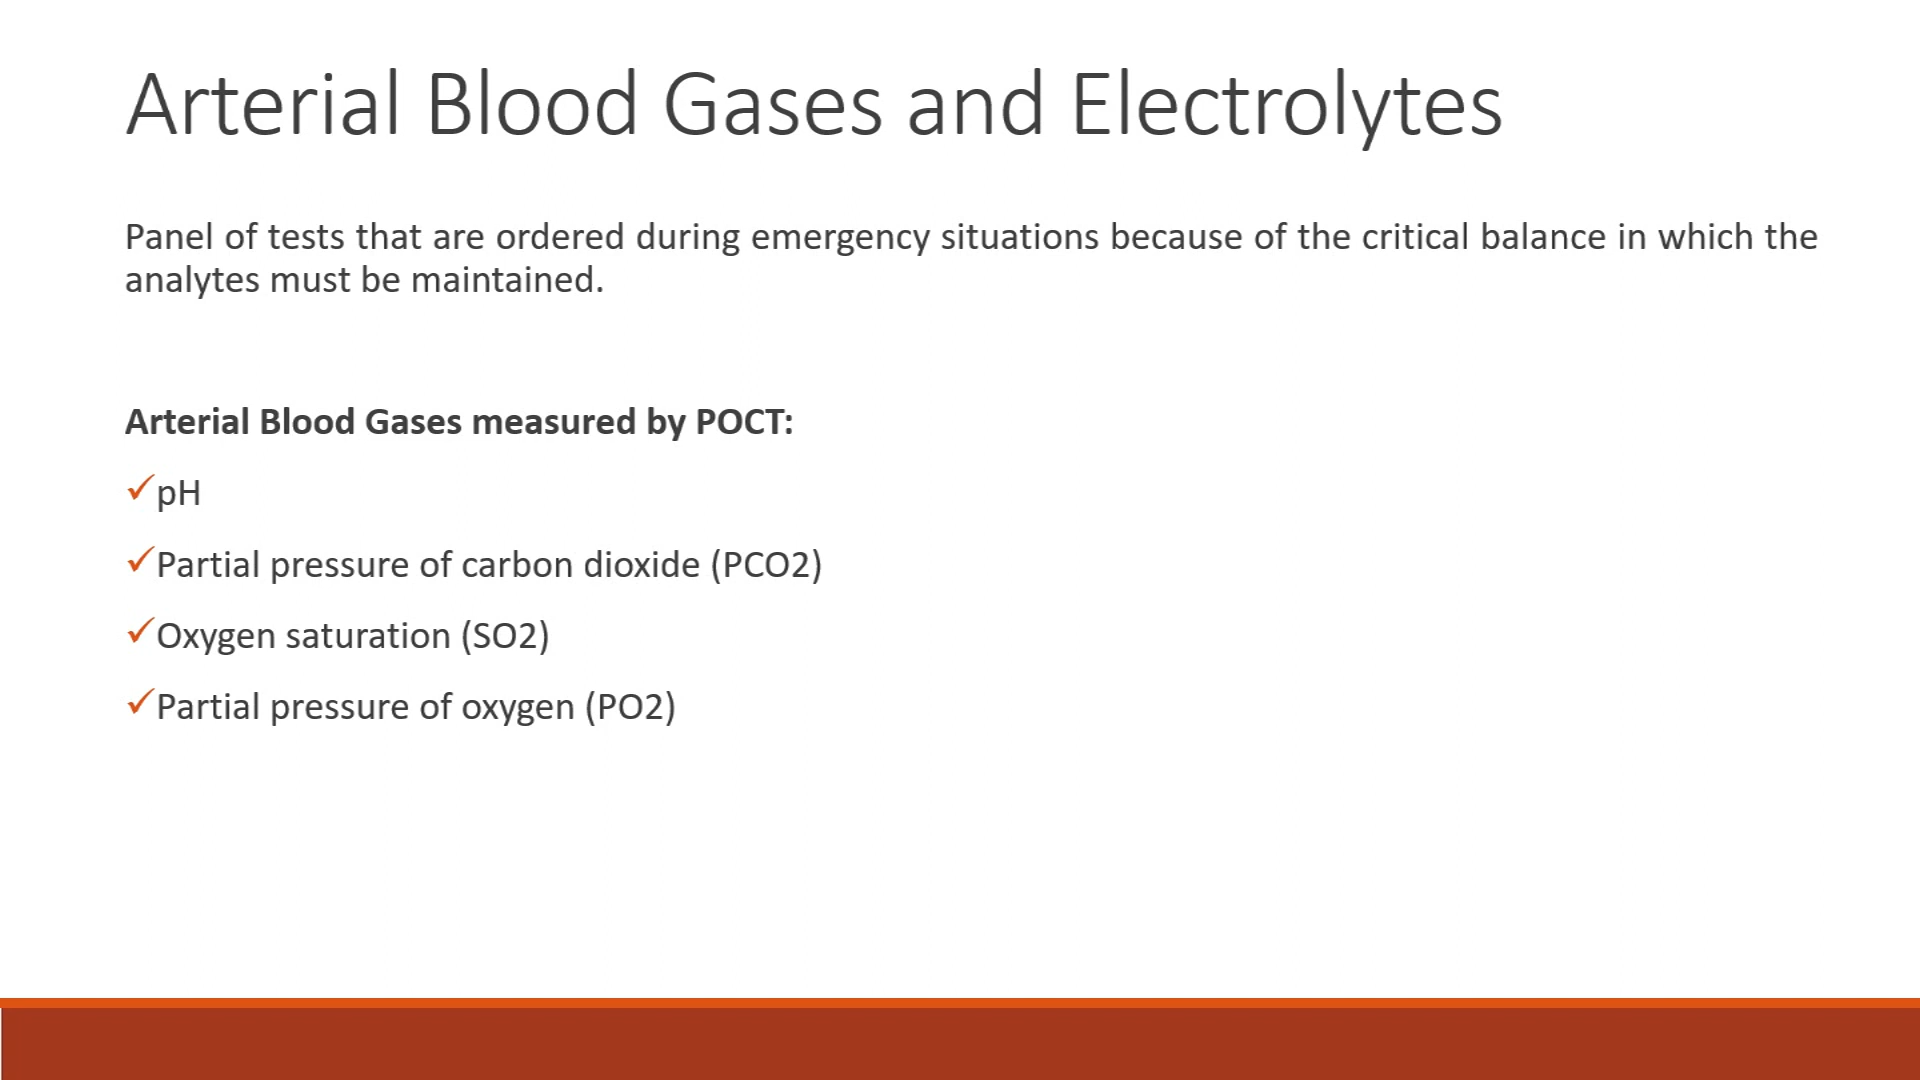 Arterial Blood Gases and Electrolytes
Panel of tests that are ordered during emergency situations because of the critical balance in which the
analytes must be maintained.
Arterial Blood Gases measured by POCT:
✓pH
✓Partial pressure of carbon dioxide (PCO2)
✓Oxygen saturation (SO2)
✓Partial pressure of oxygen (PO2)